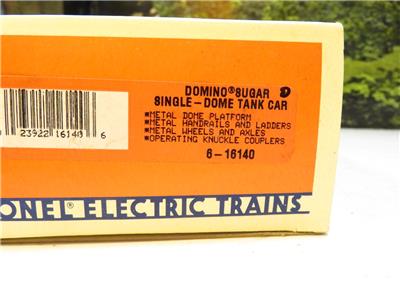 DOMINO®SUGAR
SINGLE-DOME TANK CAR
*METAL DOME PLATFORM
*METAL HANDRAILS AND LADDERS
*METAL WHEELS AND AXLES
*OPERATING KNUCKLE COUPLERS
6-16140
0 23922 16140 6
ONEL® ELECTRIC TRAINS